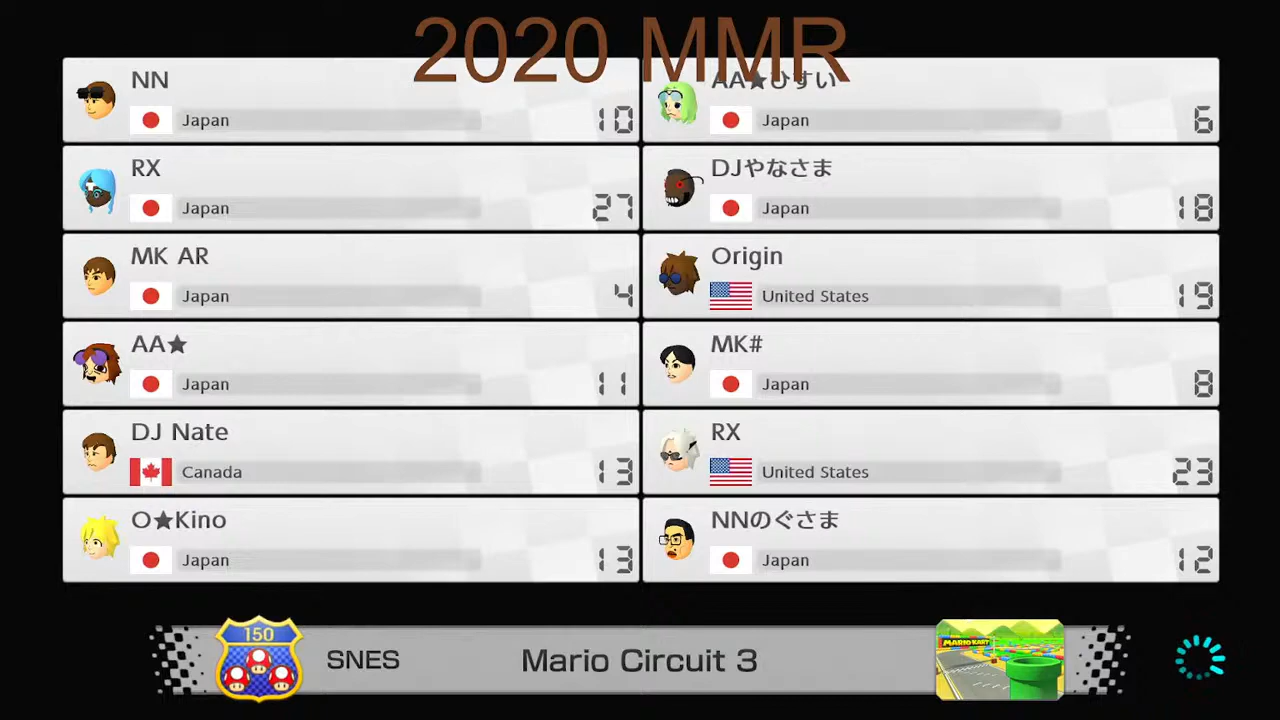 2020 MMR
NN
Japan
10
AA★ひすい
Japan
6
RX
Japan
27
DJやなさま
Japan
18
MK AR
Japan
4
Origin
United States
19
AA★
Japan
11
MK#
Japan
8
DJ Nate
Canada
13
RX
United States
23
O★Kino
Japan
13
NNのぐさま
Japan
12
150
SNES
Mario Circuit 3
MARIO KART